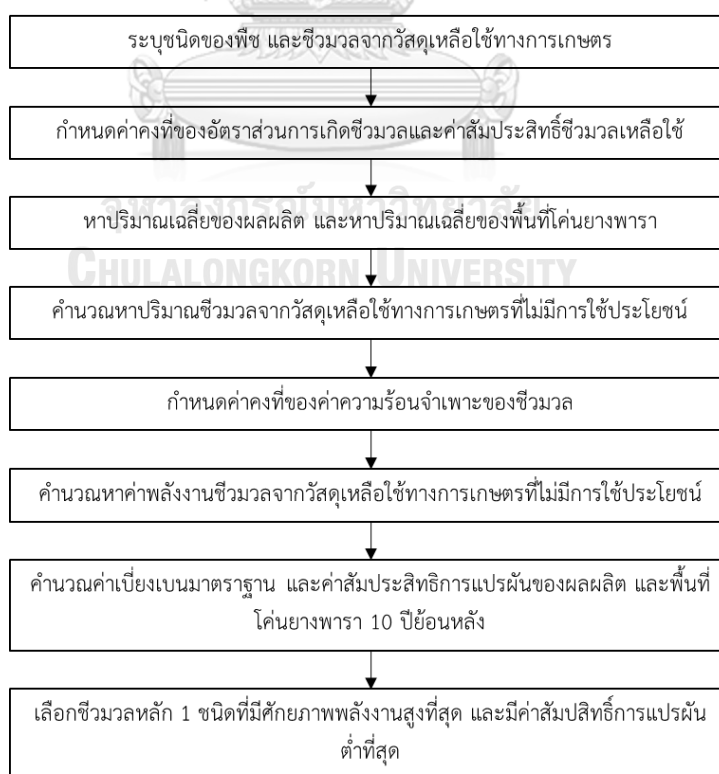 ระบุชนิดของพืช และชีวมวลจากวัสดุเหลือใช้ทางการเกษตร
กำหนดค่าคงที่ของอัตราส่วนการเกิดชีวมวลและค่าสัมประสิทธิ์ชีวมวลเหลือใช้
จุฬาลงกรณ์มหาวิทยาลัย
หาปริมาณเฉลี่ยของผลผลิต และหาปริมาณเฉลี่ยของพื้นที่โค่นยางพารา
CHULALONGKORN UNIVERSITY
คำนวณหาปริมาณชีวมวลจากวัสดุเหลือใช้ทางการเกษตรที่ไม่มีการใช้ประโยชน์
กำหนดค่าคงที่ของค่าความร้อนจำเพาะของชีวมวล
คำนวณหาค่าพลังงานชีวมวลจากวัสดุเหลือใช้ทางการเกษตรที่ไม่มีการใช้ประโยชน์
คำนวณค่าเบี่ยงเบนมาตราฐาน และค่าสัมประสิทธิการแปรผันของผลผลิต และพื้นที่
โค่นยางพารา 10 ปีย้อนหลัง
เลือกชีวมวลหลัก 1 ชนิดที่มีศักยภาพพลังงานสูงที่สุด และมีค่าสัมปสิทธิ์การแปรผัน
ต่ำที่สุด